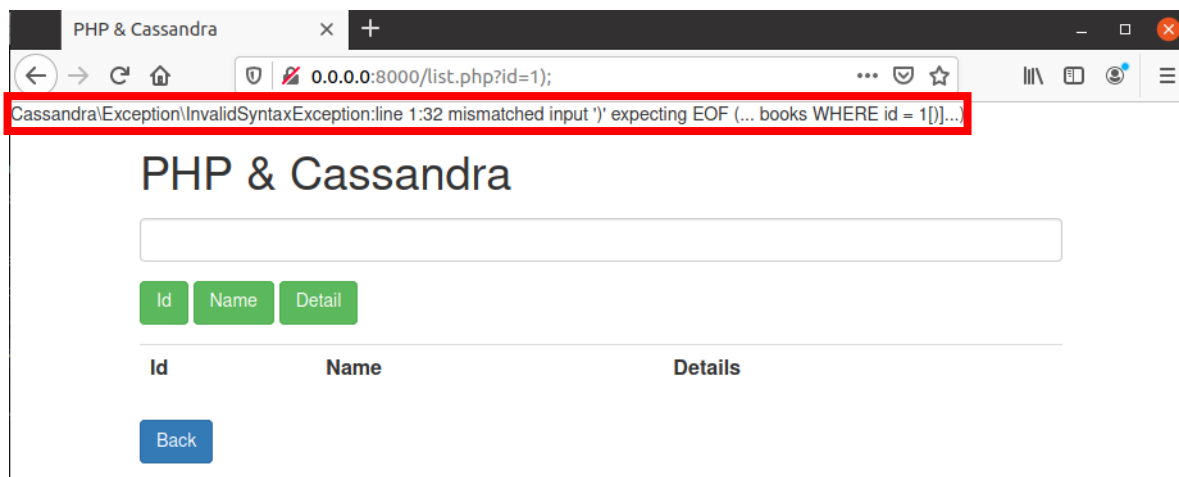 PHP & Cassandra
0.0.0.0:8000/list.php?id=1);
Cassandra\Exception\InvalidSyntaxException:line 1:32 mismatched input ')' expecting EOF (... books WHERE id = 1[)]...)
PHP & Cassandra
Id Name Detail
Id Name Details
Back